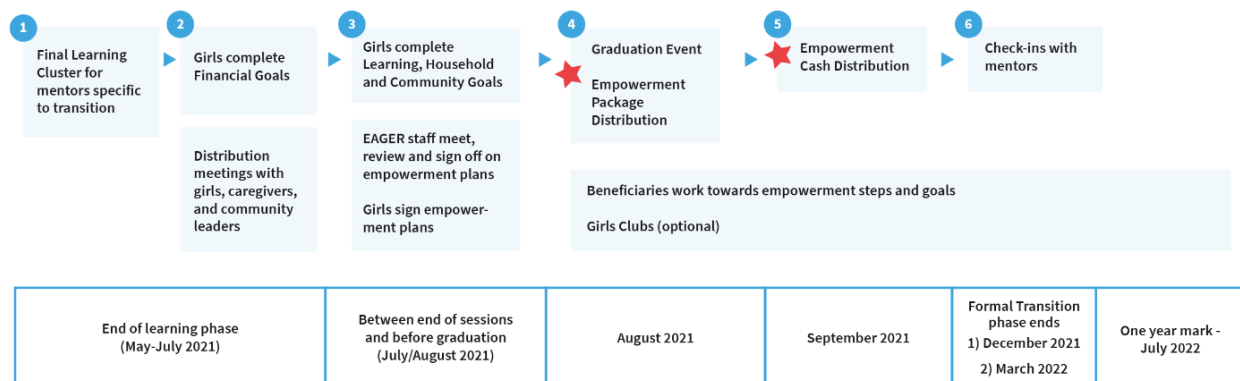 1
Final Learning
Cluster for
mentors specific
to transition
2
Girls complete
Financial Goals
Distribution
meetings with
girls, caregivers,
and community
leaders
3
Girls complete
Learning, Household
and Community Goals
EAGER staff meet,
review and sign off on
empowerment plans
Girls sign empower-
ment plans
4
Graduation Event
Empowerment
Package
Distribution
5
Empowerment
Cash Distribution
6
Check-ins with
mentors
Beneficiaries work towards empowerment steps and goals
Girls Clubs (optional)
End of learning phase
(May-July 2021)
Between end of sessions
and before graduation
(July/August 2021)
August 2021
September 2021
Formal Transition
phase ends
1) December 2021
2) March 2022
One year mark -
July 2022